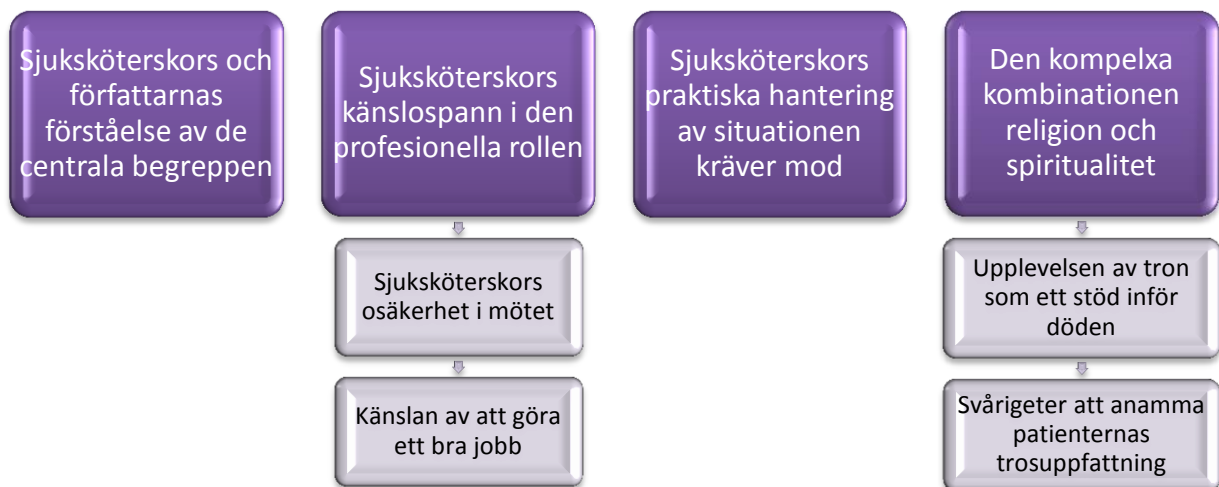 Sjuksköterskors och
författarnas
förståelse av de
centrala begreppen
Sjuksköterskors
känslospann i den
profesionella rollen
Sjuksköterskors
osäkerhet i mötet
Känslan av att göra
ett bra jobb
Sjuksköterskors
praktiska hantering
av situationen
kräver mod
Den kompelxa
kombinationen
religion och
spiritualitet
Upplevelsen av tron
som ett stöd inför
döden
Svårigeter att anamma
patienternas
trosuppfattning